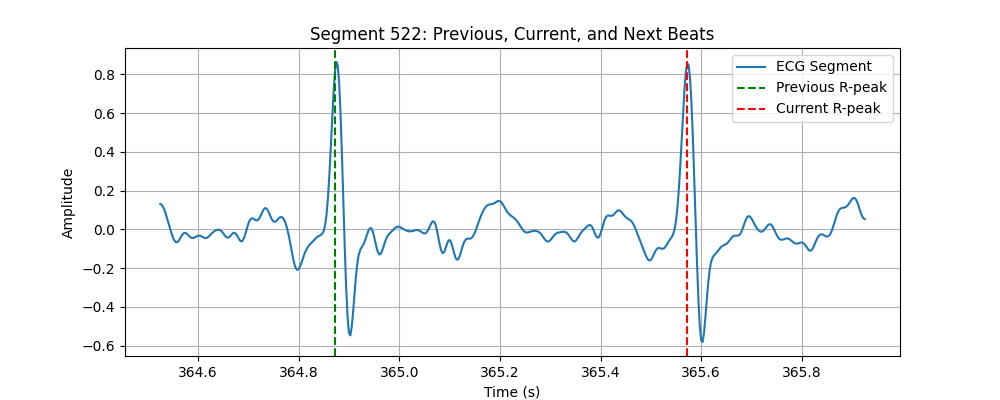 Segment 522: Previous, Current, and Next Beats
ECG Segment
Previous R-peak
Current R-peak
Amplitude
0.8
0.6
0.4
0.2
0.0
−0.2
−0.4
−0.6
364.6 364.8 365.0 365.2 365.4 365.6 365.8
Time (s)